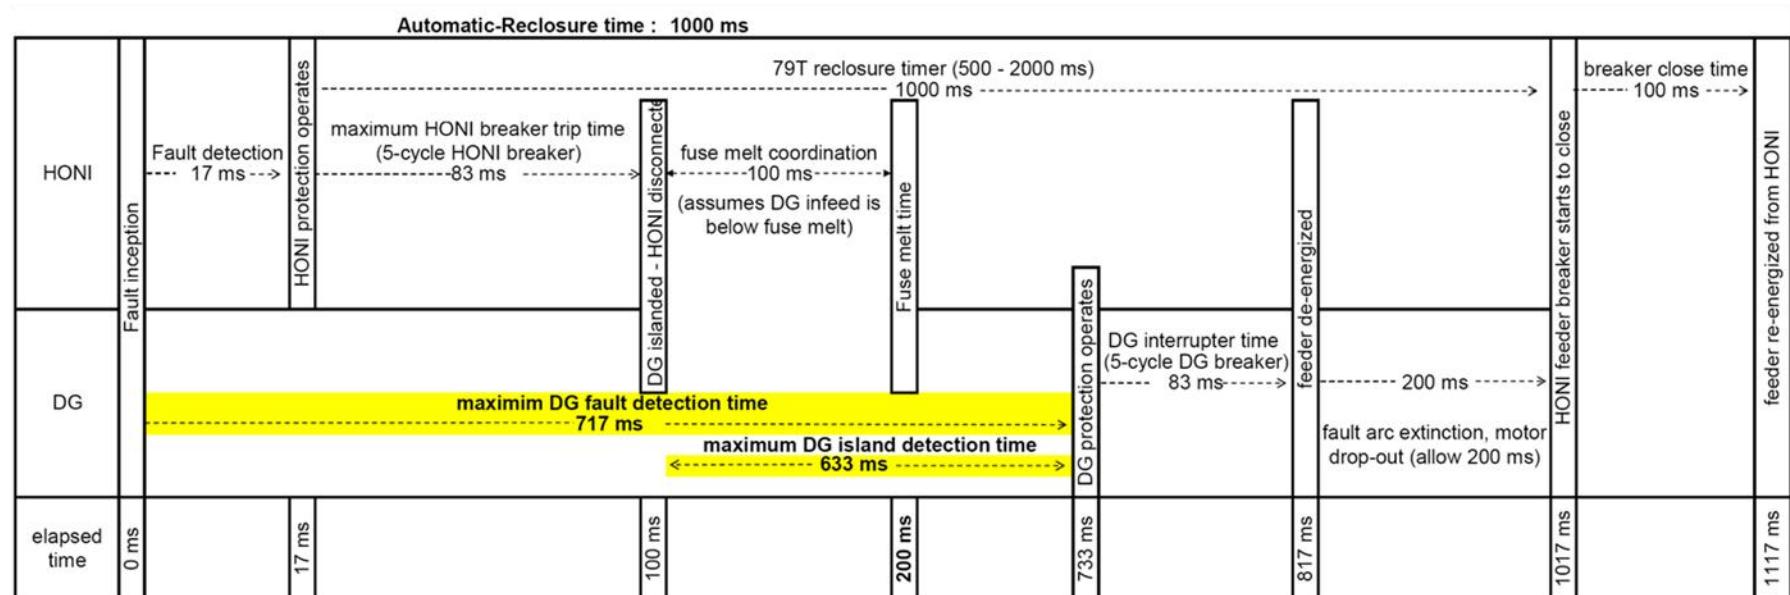 Automatic-Reclosure time : 1000 ms
79T reclosure timer (500 - 2000 ms)
1000 ms
breaker close time
100 ms
HONI
Fault inception
Fault detection
17 ms
HONI protection operates
maximum HONI breaker trip time
(5-cycle HONI breaker)
83 ms
DG islanded - HONI disconnecte
fuse melt coordination
100 ms
(assumes DG infeed is
below fuse melt)
Fuse melt time
feeder de-energized
HONI feeder breaker starts to close
feeder re-energized from HONI
DG
maximim DG fault detection time
717 ms
maximum DG island detection time
633 ms
DG protection operates
DG interrupter time
(5-cycle DG breaker)
83 ms
200 ms
fault arc extinction, motor
drop-out (allow 200 ms)
elapsed
time
0 ms
17 ms
100 ms
200 ms
733 ms
817 ms
1017 ms
1117 ms